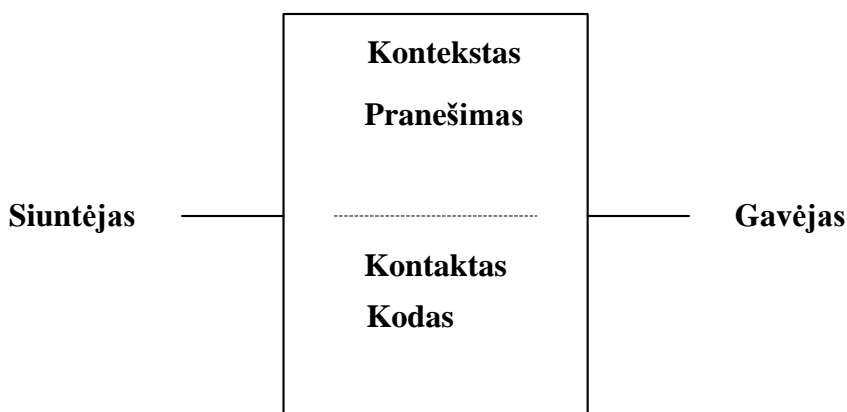 Kontekstas
Pranešimas
Siuntėjas
Gavėjas
Kontaktas
Kodas